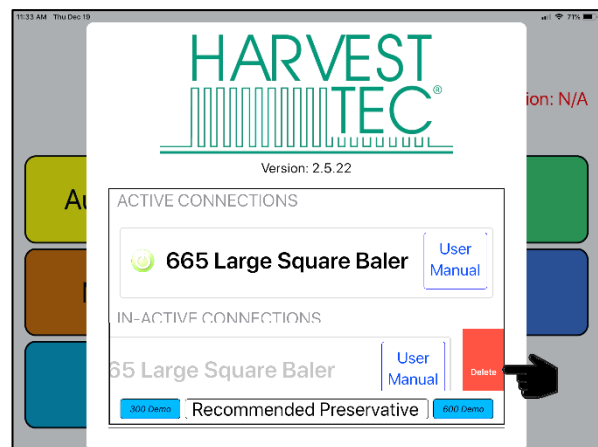 11:33 AM Thu Dec 19
71%
HARVEST
TEC®
ion: N/A
Version: 2.5.22
Au
ACTIVE CONNECTIONS
665 Large Square Baler
User
Manual
IN-ACTIVE CONNECTIONS
65 Large Square Baler
User
Manual
Delete
300 Demo
Recommended Preservative
600 Demo